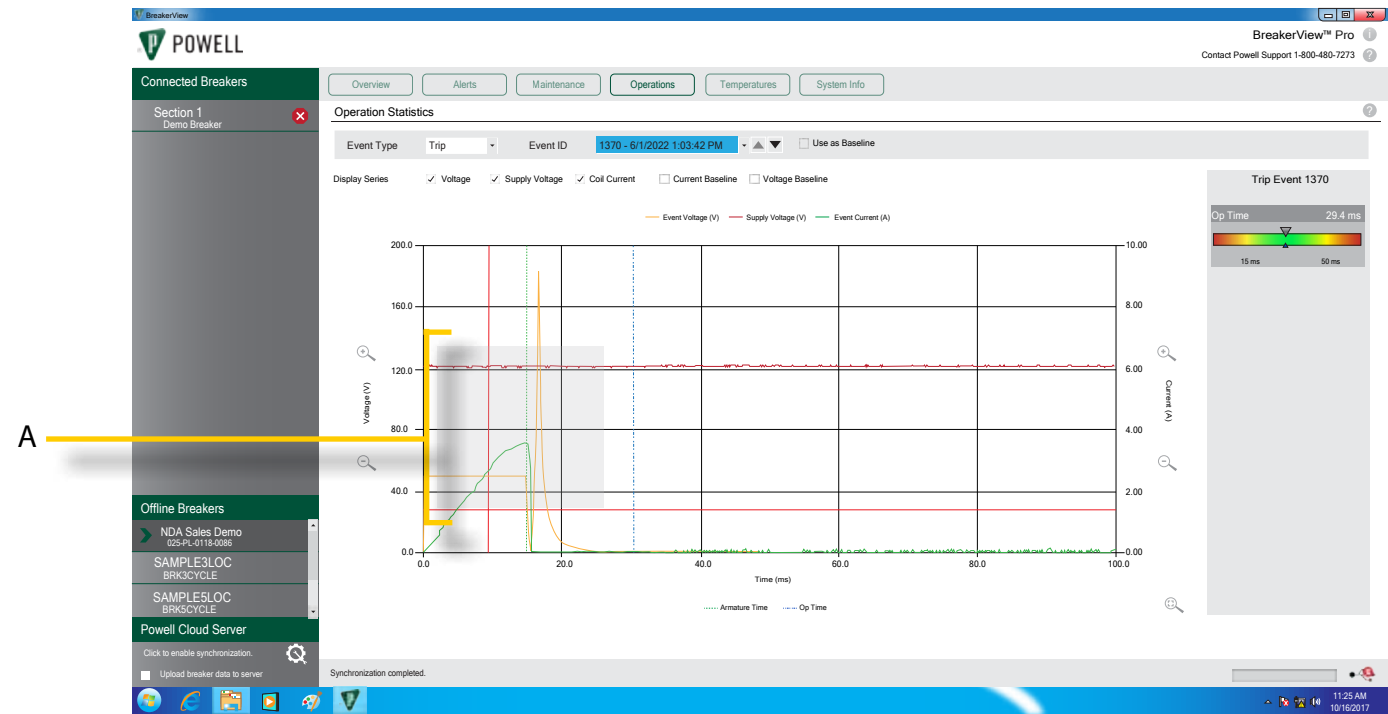 BreakerView
POWELL
BreakerView™ Pro
Contact Powell Support 1-800-480-7273
Connected Breakers
Overview Alerts Maintenance Operations Temperatures System Info
Section 1
Demo Breaker
Operation Statistics
Event Type Trip Event ID 1370 - 6/1/2022 1:03:42 PM Use as Baseline
Display Series Voltage Supply Voltage Coil Current Current Baseline Voltage Baseline
Trip Event 1370
Event Voltage (V) Supply Voltage (V) Event Current (A)
Op Time 29.4 ms
15 ms 50 ms
200.0 10.00
160.0 8.00
120.0 6.00
Voltage (V) Current (A)
80.0 4.00
A
40.0 2.00
0.0 0.00
0.0 20.0 40.0 60.0 80.0 100.0
Time (ms)
Armature Time Op Time
Offline Breakers
NDA Sales Demo
025-PL-0118-0086
SAMPLE3LOC
BRK3CYCLE
SAMPLE5LOC
BRK5CYCLE
Powell Cloud Server
Click to enable synchronization.
Upload breaker data to server
Synchronization completed.
11:25 AM
10/16/2017